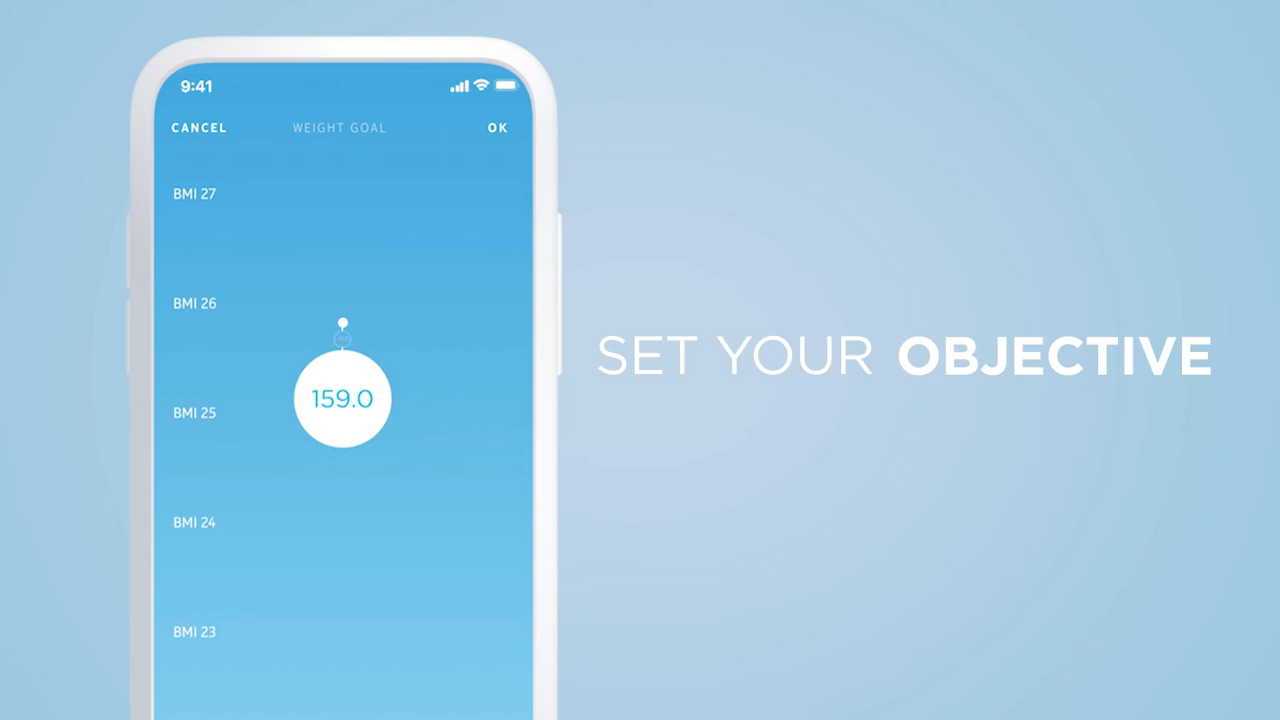 9:41
CANCEL WEIGHT GOAL OK
BMI 27
BMI 26
159.0
BMI 25
BMI 24
BMI 23
SET YOUR OBJECTIVE